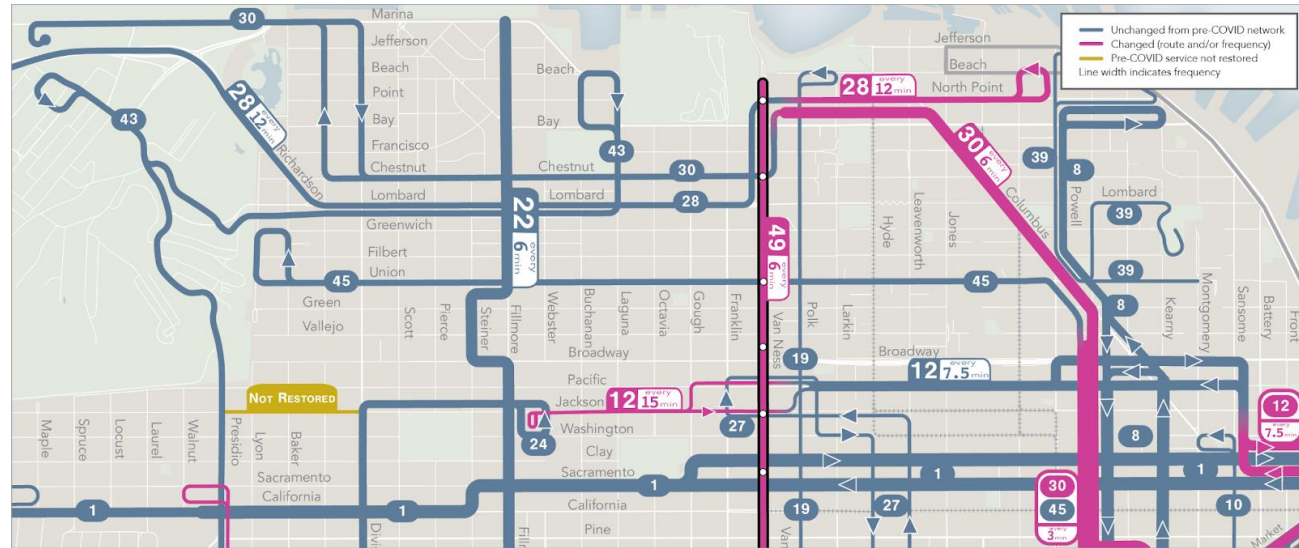 30
Marina
Jefferson
Beach
Point
Bay
Francisco
Chestnut
Lombard
Greenwich
Filbert
Union
Green
Vallejo
43
28
every
12 min
Richardson
Beach
Bay
43
Chestnut
30
Lombard
28
22
every
6 min
45
Scott
Pierce
Steiner
Fillmore
Webster
Buchanan
Laguna
Octavia
Gough
Franklin
Van Ness
Polk
Larkin
Hyde
Leavenworth
Jones
Columbus
Powell
Kearny
Montgomery
Sansome
Battery
Front
49
every
6 min
28
every
12 min
Jefferson
Beach
North Point
30
every
6 min
39
8
Lombard
39
39
45
8
Broadway
19
Broadway
12
every
7.5 min
Pacific
Jackson
Washington
Clay
Sacramento
California
Pine
12
every
15 min
24
27
NOT RESTORED
Maple
Spruce
Locust
Laurel
Walnut
Presidio
Lyon
Baker
Sacramento
California
1
1
1
1
1
Divi
Fillm
19
Van
27
8
30
45
every
3 min
10
Market
12
every
7.5 min
Unchanged from pre-COVID network
Changed (route and/or frequency)
Pre-COVID service not restored
Line width indicates frequency